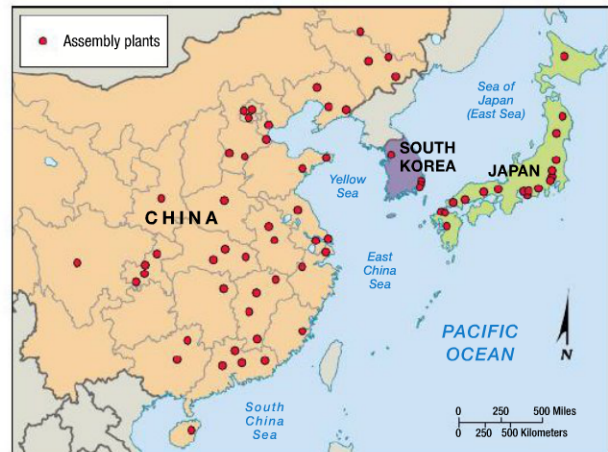 Assembly plants
Sea of
Japan
(East Sea)
SOUTH
KOREA
JAPAN
Yellow
Sea
CHINA
East
China
Sea
PACIFIC
OCEAN
N
South
China
Sea
0 250 500 Miles
0 250 500 Kilometers